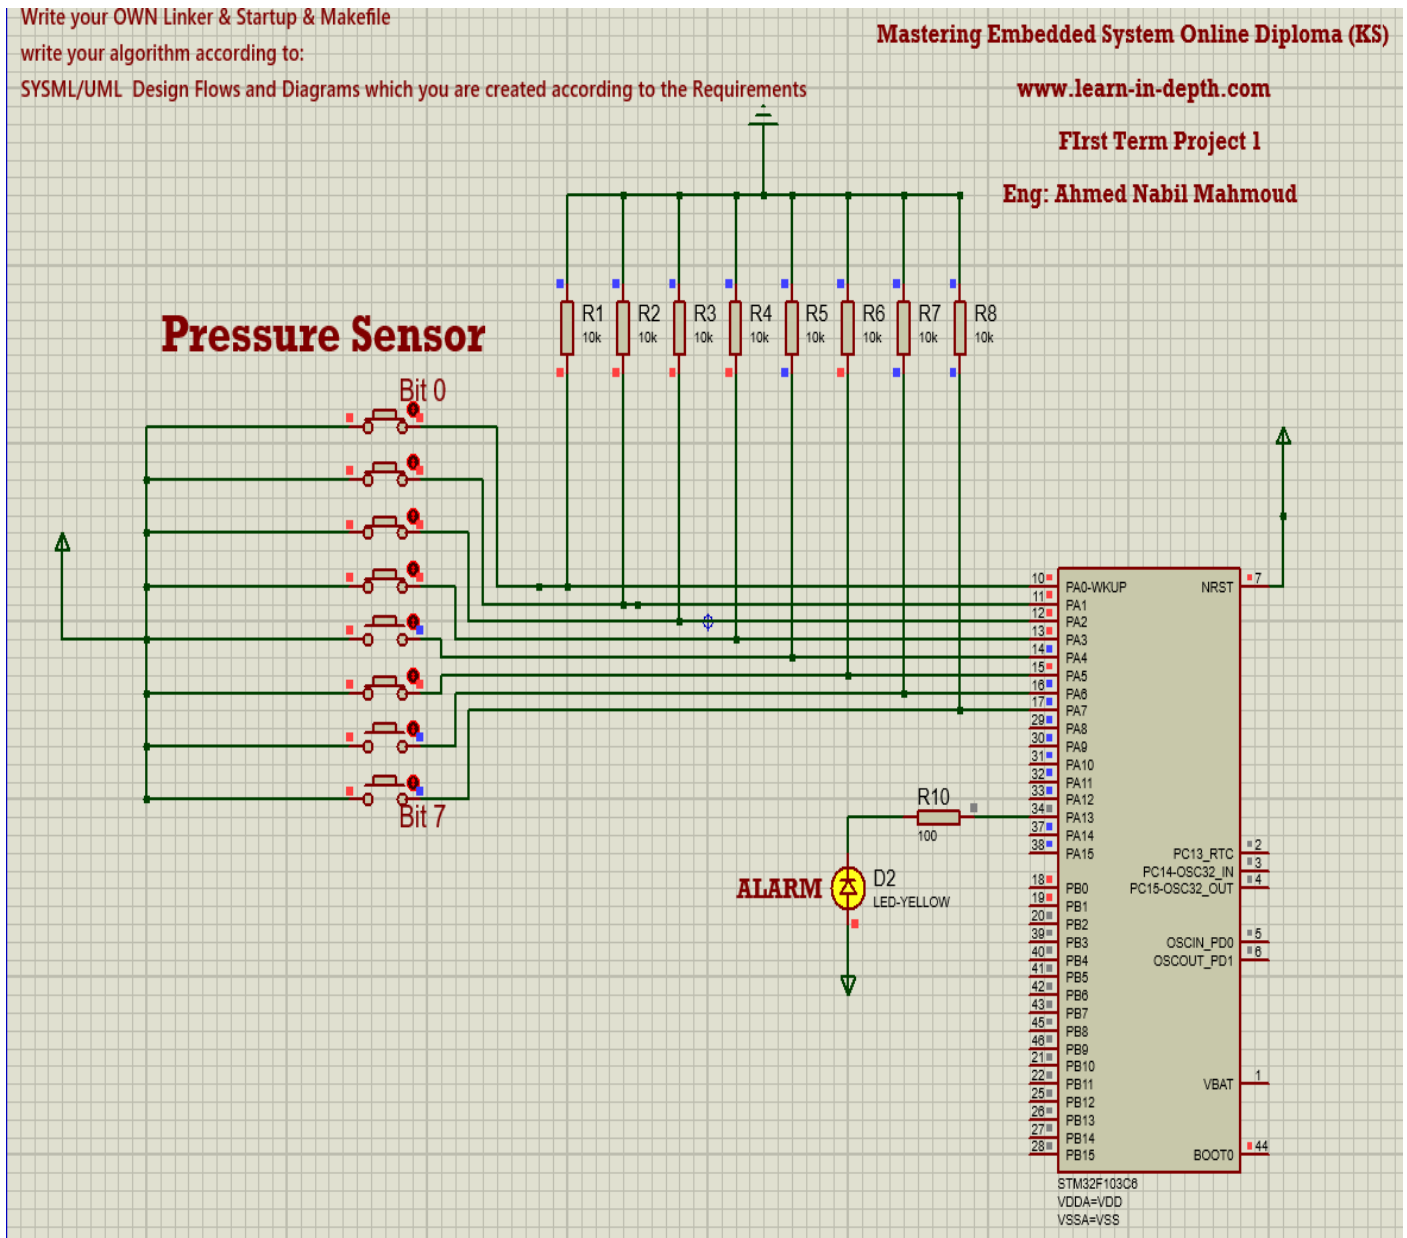 Write your OWN Linker & Startup & Makefile
write your algorithm according to:
SYSML/UML Design Flows and Diagrams which you are created according to the Requirements
Mastering Embedded System Online Diploma (KS)
www.learn-in-depth.com
FIrst Term Project 1
Eng: Ahmed Nabil Mahmoud
R1 R2 R3 R4 R5 R6 R7 R8
10k 10k 10k 10k 10k 10k 10k 10k
Pressure Sensor
Bit 0
Bit 7
10 PA0-WKUP
11 PA1
12 PA2
13 PA3
14 PA4
15 PA5
16 PA6
17 PA7
29 PA8
30 PA9
31 PA10
32 PA11
33 PA12
34 PA13
37 PA14
38 PA15
18 PB0
19 PB1
20 PB2
39 PB3
40 PB4
41 PB5
42 PB6
43 PB7
45 PB8
46 PB9
21 PB10
22 PB11
25 PB12
26 PB13
27 PB14
28 PB15
NRST 7
PC13_RTC 2
PC14-OSC32_IN 3
PC15-OSC32_OUT 4
OSCIN_PD0 5
OSCOUT_PD1 6
VBAT 1
BOOT0 44
R10
100
ALARM
D2
LED-YELLOW
STM32F103C6
VDDA=VDD
VSSA=VSS